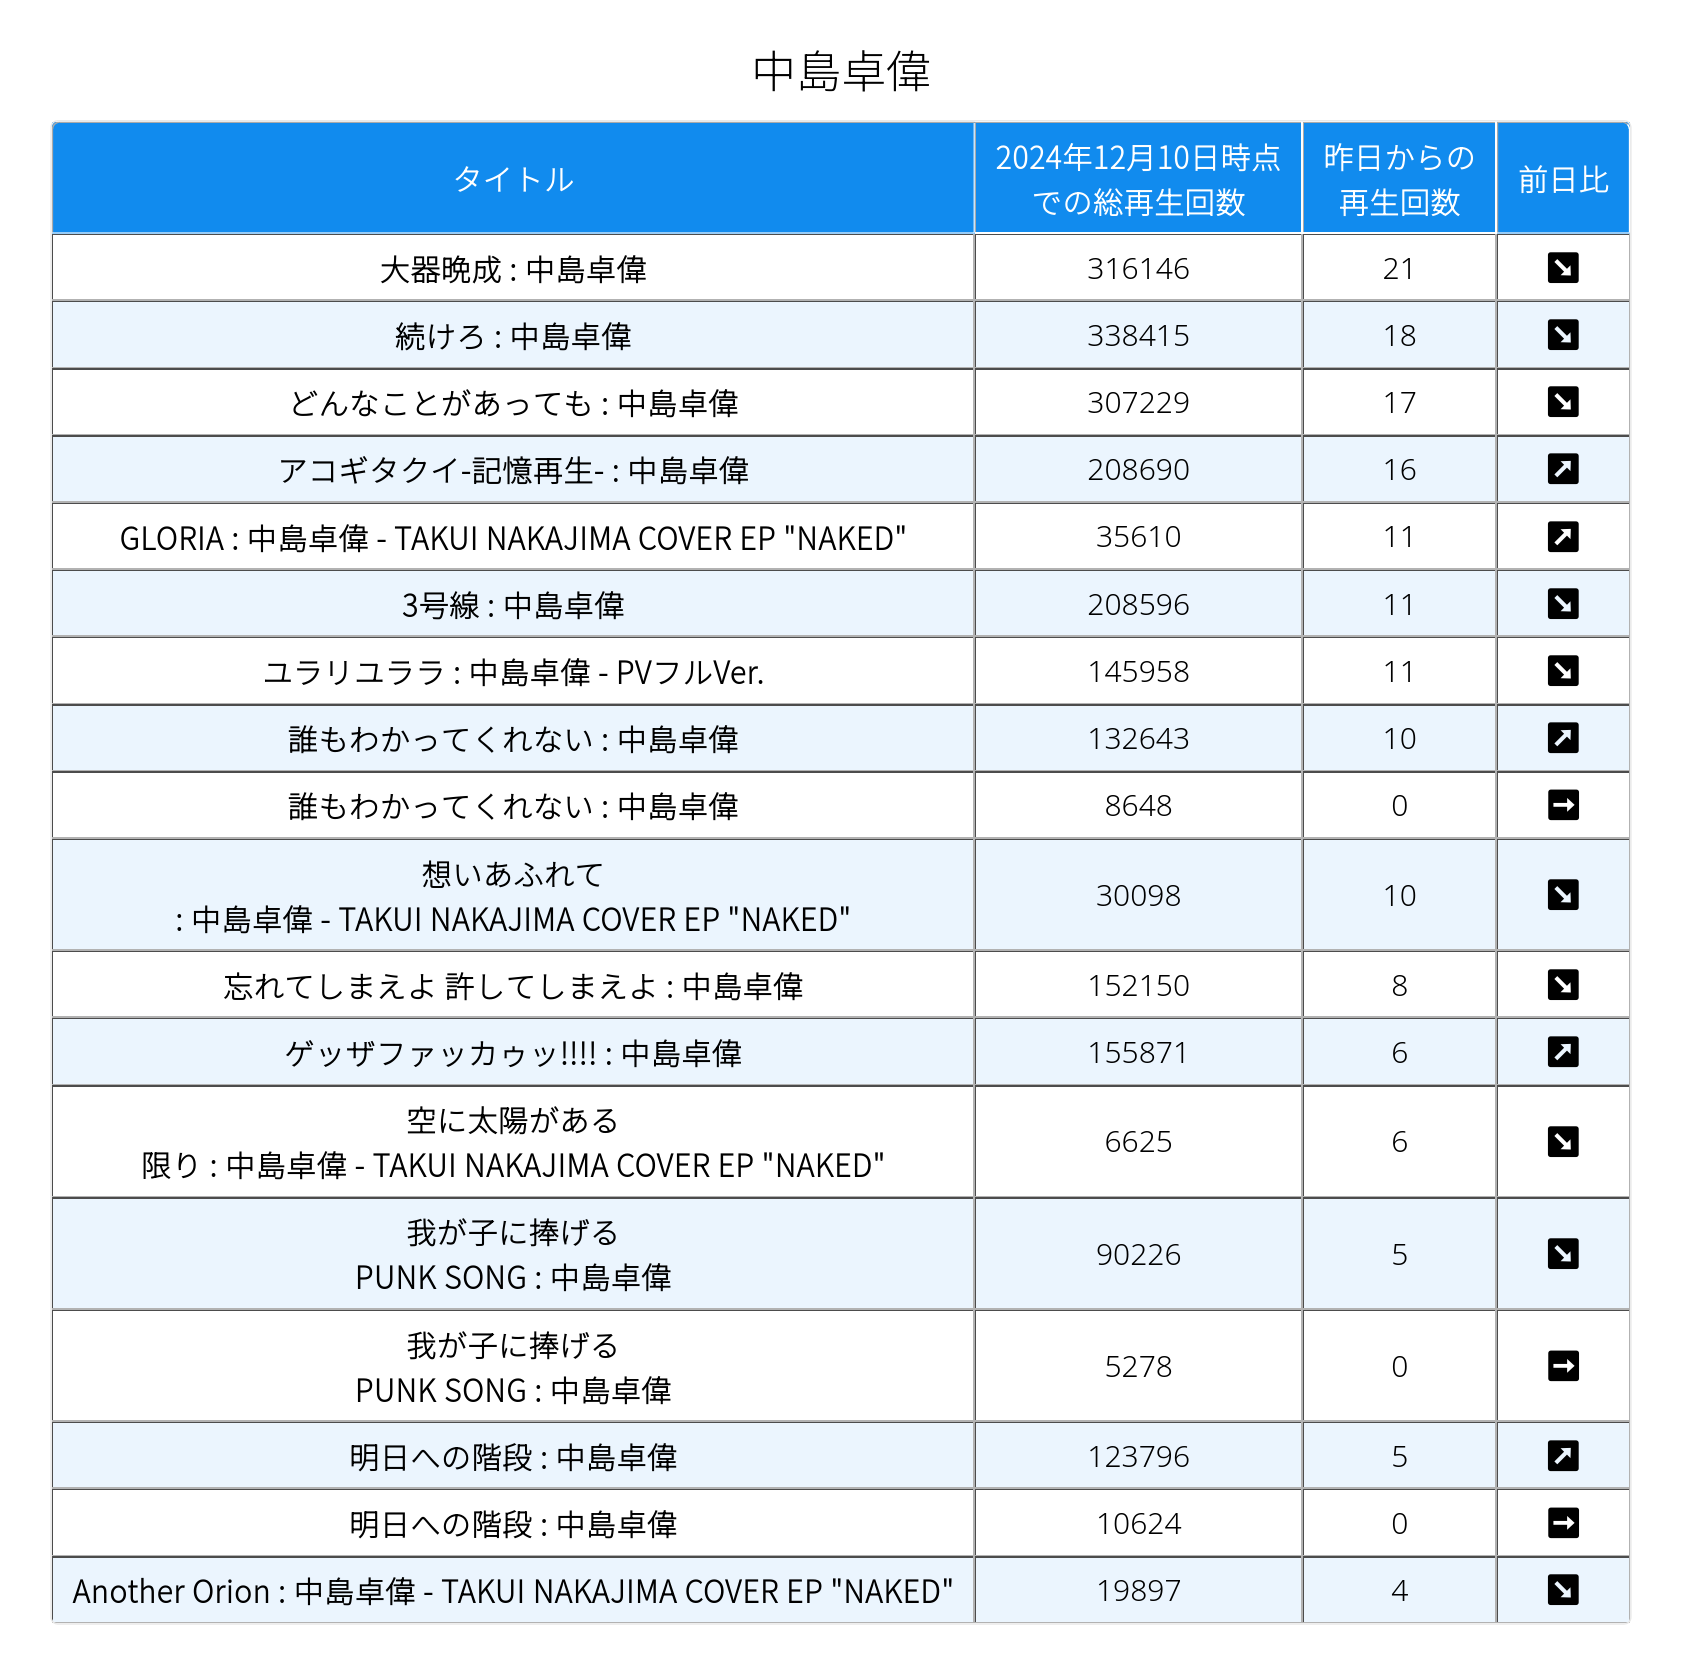 中島卓偉
タイトル
2024年12月10日時点
での総再生回数
昨日からの
再生回数
前日比
大器晩成 : 中島卓偉 316146 21
続けろ : 中島卓偉 338415 18
どんなことがあっても : 中島卓偉 307229 17
アコギタクイ-記憶再生- : 中島卓偉 208690 16
GLORIA : 中島卓偉 - TAKUI NAKAJIMA COVER EP "NAKED" 35610 11
3号線 : 中島卓偉 208596 11
ユラリユララ : 中島卓偉 - PVフルVer. 145958 11
誰もわかってくれない : 中島卓偉 132643 10
誰もわかってくれない : 中島卓偉 8648 0
想いあふれて
: 中島卓偉 - TAKUI NAKAJIMA COVER EP "NAKED" 30098 10
忘れてしまえよ 許してしまえよ : 中島卓偉 152150 8
ゲッザファッカゥッ!!!! : 中島卓偉 155871 6
空に太陽がある
限り : 中島卓偉 - TAKUI NAKAJIMA COVER EP "NAKED" 6625 6
我が子に捧げる
PUNK SONG : 中島卓偉 90226 5
我が子に捧げる
PUNK SONG : 中島卓偉 5278 0
明日への階段 : 中島卓偉 123796 5
明日への階段 : 中島卓偉 10624 0
Another Orion : 中島卓偉 - TAKUI NAKAJIMA COVER EP "NAKED" 19897 4